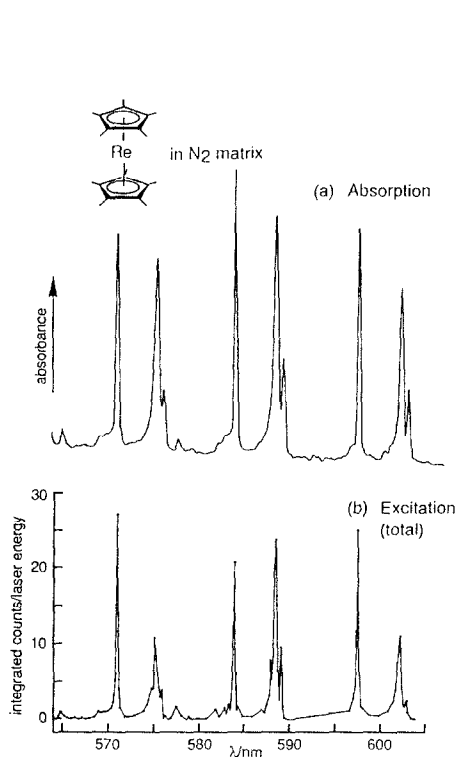 Re
in N2 matrix
(a) Absorption
absorbance
30
(b) Excitation
(total)
integrated counts/laser energy
20
10
0
570
580
590
600
λ/nm